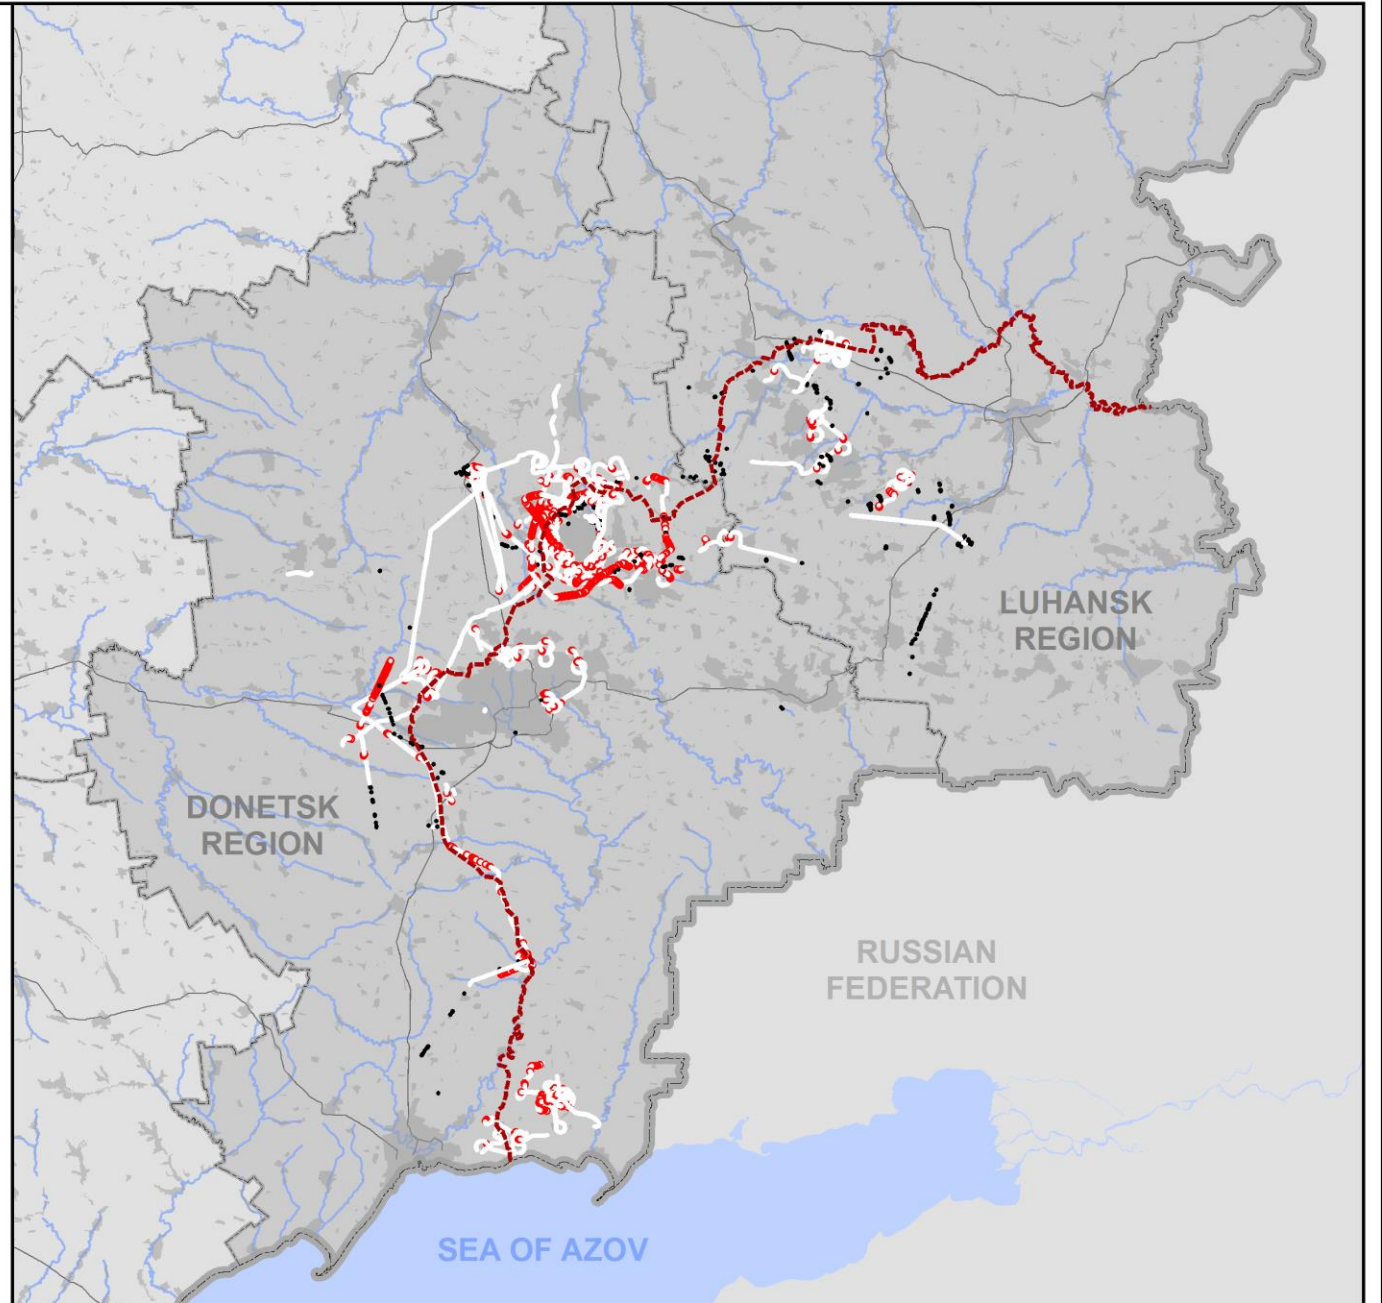 LUHANSK
REGION
DONETSK
REGION
RUSSIAN
FEDERATION
SEA OF AZOV